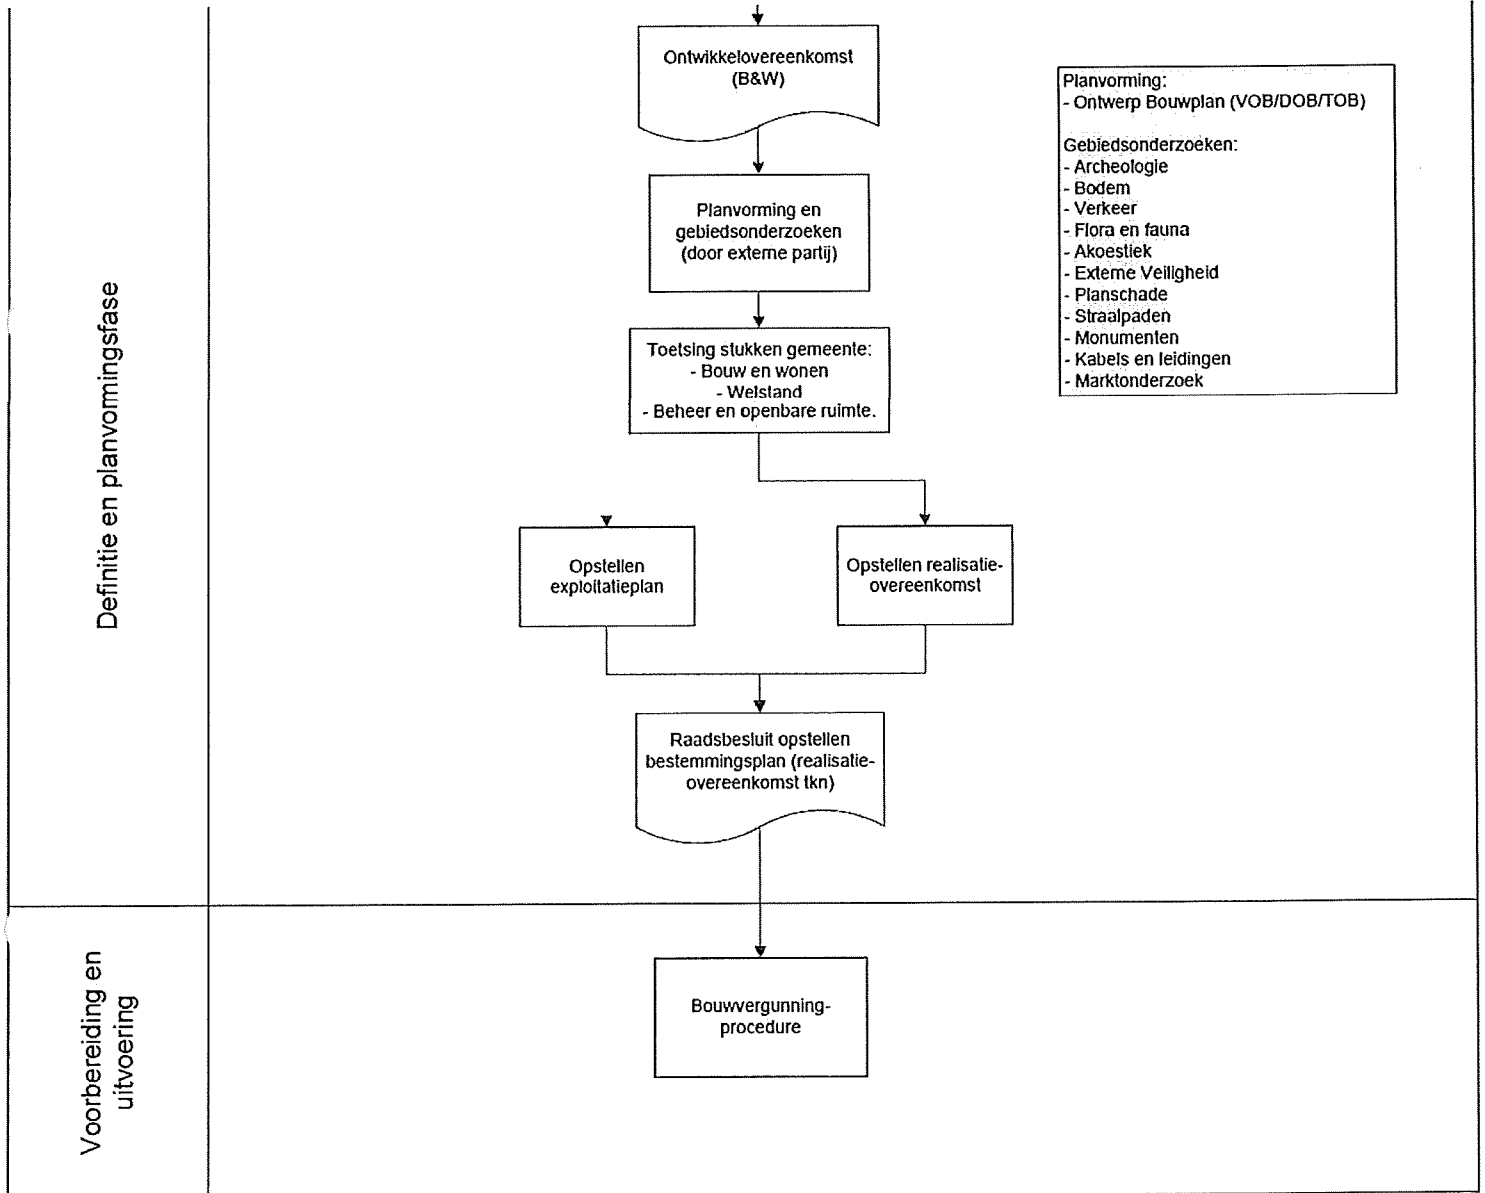 Definitie en planvormingsfase
Ontwikkelovereenkomst
(B&W)
Planvorming en
gebiedsonderzoeken
(door externe partij)
Toetsing stukken gemeente:
- Bouw en wonen
- Welstand
- Beheer en openbare ruimte.
Opstellen
exploitatieplan
Opstellen realisatie-
overeenkomst
Raadsbesluit opstellen
bestemmingsplan (realisatie-
overeenkomst tkn)
Planvorming:
- Ontwerp Bouwplan (VOB/DOB/TOB)
Gebiedsonderzoeken:
- Archeologie
- Bodem
- Verkeer
- Flora en fauna
- Akoestiek
- Externe Veiligheid
- Planschade
- Straalpaden
- Monumenten
- Kabels en leidingen
- Marktonderzoek
Voorbereiding en
uitvoering
Bouwvergunning-
procedure